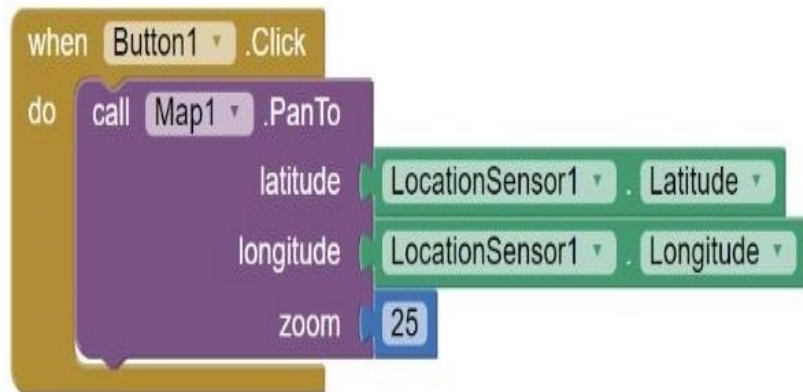 when Button1 .Click
do call Map1 .PanTo
latitude LocationSensor1 . Latitude
longitude LocationSensor1 . Longitude
zoom 25